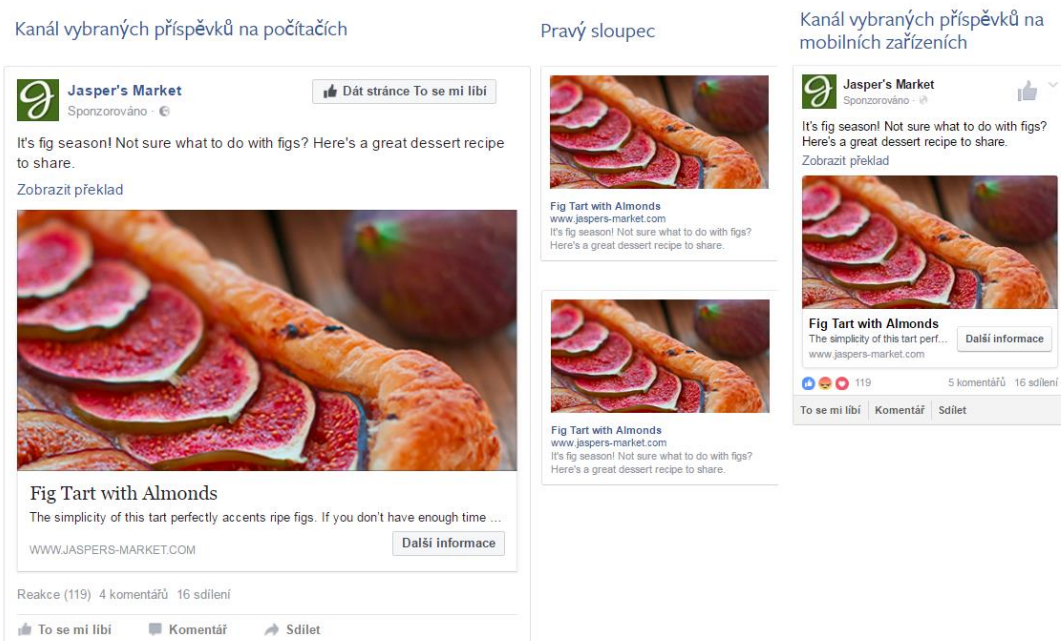 Kanál vybraných příspěvků na počítačích
Jasper's Market
Sponzorováno ·
Dát stránce To se mi líbí
It's fig season! Not sure what to do with figs? Here's a great dessert recipe
to share.
Zobrazit překlad
Fig Tart with Almonds
The simplicity of this tart perfectly accents ripe figs. If you don't have enough time ...
WWW.JASPERS-MARKET.COM
Další informace
Reakce (119) 4 komentářů 16 sdílení
To se mi líbí Komentář Sdílet
Pravý sloupec
Fig Tart with Almonds
www.jaspers-market.com
It's fig season! Not sure what to do with figs?
Here's a great dessert recipe to share.
Fig Tart with Almonds
www.jaspers-market.com
It's fig season! Not sure what to do with figs?
Here's a great dessert recipe to share.
Kanál vybraných příspěvků na
mobilních zařízeních
Jasper's Market
Sponzorováno ·
It's fig season! Not sure what to do with figs?
Here's a great dessert recipe to share.
Zobrazit překlad
Fig Tart with Almonds
The simplicity of this tart perf...
www.jaspers-market.com
Další informace
119 5 komentářů 16 sdílení
To se mi líbí Komentář Sdílet